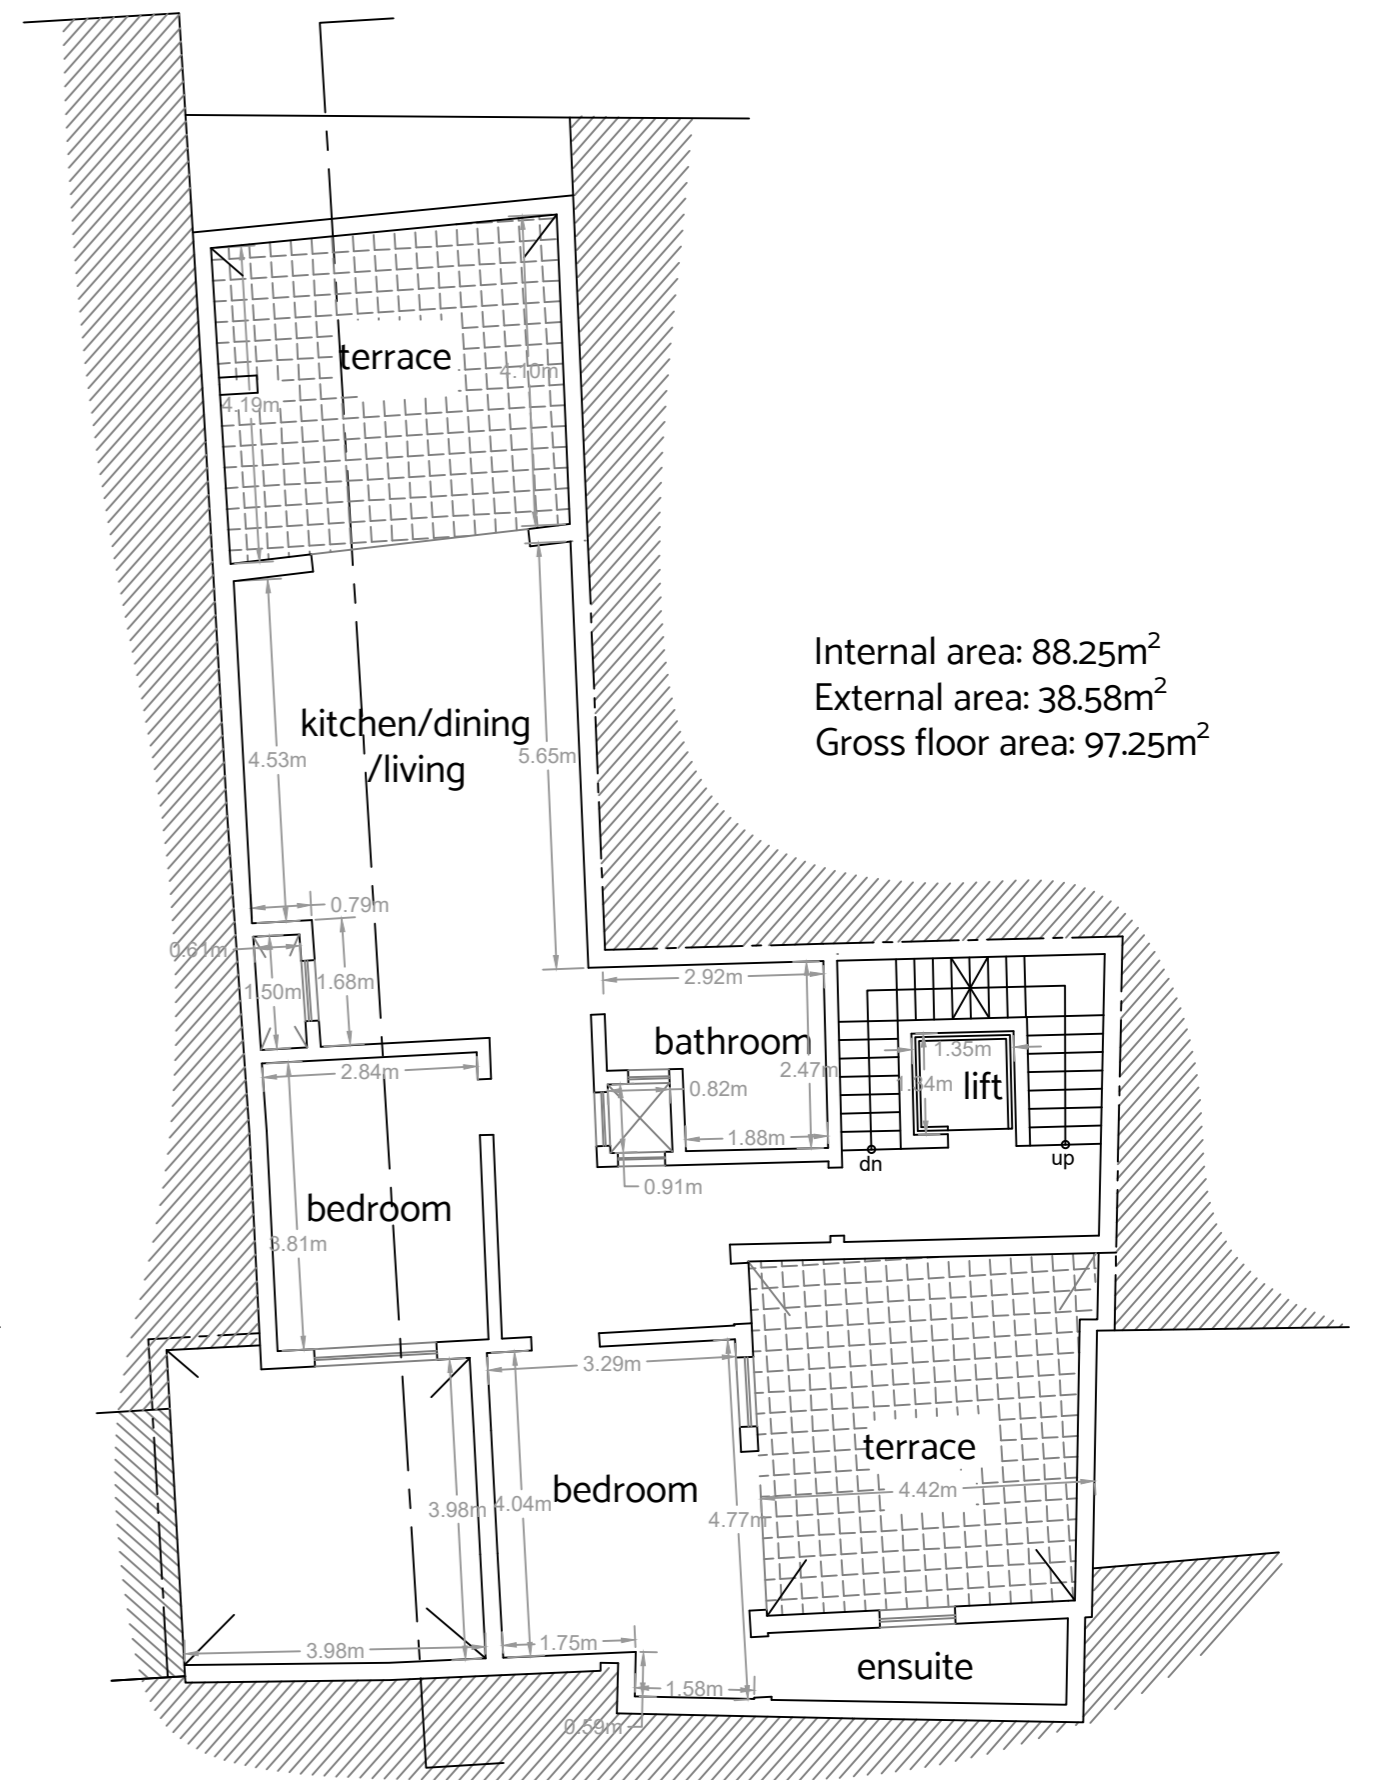 terrace
4.10m
4.19m
Internal area: 88.25m²
External area: 38.58m²
Gross floor area: 97.25m²
kitchen/dining
/living
4.53m
5.65m
0.79m
0.61m
1.50m
1.68m
2.92m
bathroom
2.47m
1.35m
1.34m
lift
2.84m
0.82m
1.88m
dn
up
0.91m
bedroom
3.81m
3.29m
terrace
4.42m
bedroom
3.98m
4.04m
4.77m
3.98m
1.75m
ensuite
1.58m
0.59m